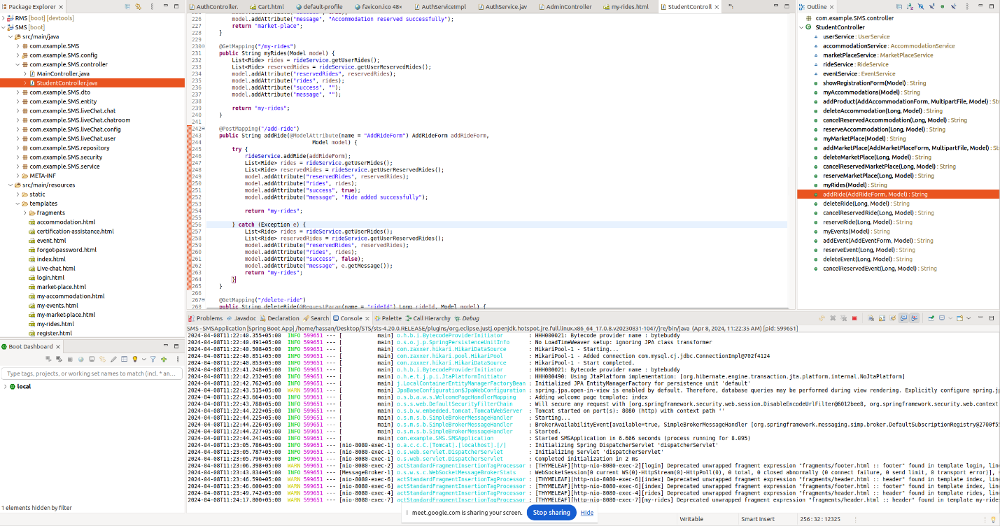 Package Explorer
RMS [boot] [devtools]
SMS [boot]
src/main/java
com.example.SMS
com.example.SMS.config
com.example.SMS.controller
MainController.java
StudentController.java
com.example.SMS.dto
com.example.SMS.entity
com.example.SMS.liveChat.chat
com.example.SMS.liveChat.chatroom
com.example.SMS.liveChat.config
com.example.SMS.liveChat.user
com.example.SMS.repository
com.example.SMS.security
com.example.SMS.service
META-INF
src/main/resources
static
templates
fragments
accommodation.html
certification-assistance.html
event.html
forgot-password.html
index.html
Live-chat.html
login.html
market-place.html
my-accommodation.html
my-events.html
my-market-place.html
my-rides.html
register.html
Boot Dashboard
Type tags, projects, or working set names to match (incl. * an...
local
1 elements hidden by filter
AuthController. Cart.html default-profile favicon.ico 48× AuthServiceImpl AuthService.jav AdminController my-rides.html StudentControll
226 model.addAttribute("message", "Accommodation reserved successfully");
227 return "market-place";
228 }
229
230 @GetMapping("/my-rides")
231 public String myRides(Model model) {
232 List<Ride> rides = rideService.getUserRides();
233 List<Ride> reservedRides = rideService.getUserReservedRides();
234 model.addAttribute("reservedRides", reservedRides);
235 model.addAttribute("rides", rides);
236 model.addAttribute("success", "");
237 model.addAttribute("message", "");
238
239 return "my-rides";
240 }
241
242 @PostMapping("/add-ride")
243 public String addRide(@ModelAttribute(name = "AddRideForm") AddRideForm addRideForm,
244 Model model) {
245 try {
246 rideService.addRide(addRideForm);
247 List<Ride> rides = rideService.getUserRides();
248 List<Ride> reservedRides = rideService.getUserReservedRides();
249 model.addAttribute("reservedRides", reservedRides);
250 model.addAttribute("rides", rides);
251 model.addAttribute("success", true);
252 model.addAttribute("message", "Ride added successfully");
253
254 return "my-rides";
255
256 } catch (Exception e) {
257 List<Ride> rides = rideService.getUserRides();
258 List<Ride> reservedRides = rideService.getUserReservedRides();
259 model.addAttribute("reservedRides", reservedRides);
260 model.addAttribute("rides", rides);
261 model.addAttribute("success", false);
262 model.addAttribute("message", e.getMessage());
263 return "my-rides";
264 }
265 }
266
267 @GetMapping("/delete-ride")
268 public String deleteRide(@RequestParam(name = "rideId") Long rideId, Model model) {
Outline
com.example.SMS.controller
StudentController
userService : UserService
accommodationService : AccommodationService
marketPlaceService : MarketPlaceService
rideService : RideService
eventService : EventService
showRegistrationForm(Model) : String
myAccommodations(Model) : String
addProduct(AddAccommodationForm, MultipartFile, Model) : String
deleteAccommodation(Long, Model) : String
cancelReservedAccommodation(Long, Model) : String
reserveAccommodation(Long, Model) : String
myMarketPlace(Model) : String
addMarketPlace(AddMarketPlaceForm, MultipartFile, Model) : St
deleteMarketPlace(Long, Model) : String
cancelReservedMarketPlace(Long, Model) : String
reserveMarketPlace(Long, Model) : String
myRides(Model) : String
addRide(AddRideForm, Model) : String
deleteRide(Long, Model) : String
cancelReservedRide(Long, Model) : String
reserveRide(Long, Model) : String
myEvents(Model) : String
addEvent(AddEventForm, Model) : String
reserveEvent(Long, Model) : String
deleteEvent(Long, Model) : String
cancelReservedEvent(Long, Model) : String
Problems Javadoc Declaration Search Console Palette Call Hierarchy Debug
SMS - SMSApplication [Spring Boot App] /home/hassan/Desktop/STS/sts-4.20.0.RELEASE/plugins/org.eclipse.justj.openjdk.hotspot.jre.full.linux.x86_64_17.0.8.v20230831-1047/jre/bin/java (Apr 8, 2024, 11:22:35 AM) [pid: 599651]
2024-04-08T11:22:40.355+05:00 INFO 599651 --- [ main] o.h.b.i.BytecodeProviderInitiator : HHH000021: Bytecode provider name : bytebuddy
2024-04-08T11:22:40.491+05:00 INFO 599651 --- [ main] o.s.o.j.p.SpringPersistenceUnitInfo : No LoadTimeWeaver setup: ignoring JPA class transformer
2024-04-08T11:22:40.508+05:00 INFO 599651 --- [ main] com.zaxxer.hikari.HikariDataSource : HikariPool-1 - Starting...
2024-04-08T11:22:40.851+05:00 INFO 599651 --- [ main] com.zaxxer.hikari.pool.HikariPool : HikariPool-1 - Added connection com.mysql.cj.jdbc.ConnectionImpl@702f4124
2024-04-08T11:22:40.853+05:00 INFO 599651 --- [ main] com.zaxxer.hikari.HikariDataSource : HikariPool-1 - Start completed.
2024-04-08T11:22:41.248+05:00 INFO 599651 --- [ main] o.h.b.i.BytecodeProviderInitiator : HHH000021: Bytecode provider name : bytebuddy
2024-04-08T11:22:42.232+05:00 INFO 599651 --- [ main] o.h.e.t.j.p.i.JtaPlatformInitiator : HHH000490: Using JtaPlatform implementation: [org.hibernate.engine.transaction.jta.platform.internal.NoJtaPlatform]
2024-04-08T11:22:42.762+05:00 INFO 599651 --- [ main] j.LocalContainerEntityManagerFactoryBean : Initialized JPA EntityManagerFactory for persistence unit 'default'
2024-04-08T11:22:43.515+05:00 WARN 599651 --- [ main] JpaBaseConfiguration$JpaWebConfiguration : spring.jpa.open-in-view is enabled by default. Therefore, database queries may be performed during view rendering. Explicitly configure spring.jp
2024-04-08T11:22:43.664+05:00 INFO 599651 --- [ main] o.s.b.a.w.s.WelcomePageHandlerMapping : Adding welcome page template: index
2024-04-08T11:22:43.788+05:00 INFO 599651 --- [ main] o.s.s.web.DefaultSecurityFilterChain : Will secure any request with [org.springframework.security.web.session.DisableEncodeUrlFilter@6012bee8, org.springframework.security.web.context
2024-04-08T11:22:44.222+05:00 INFO 599651 --- [ main] o.s.b.w.embedded.tomcat.TomcatWebServer : Tomcat started on port(s): 8080 (http) with context path ''
2024-04-08T11:22:44.225+05:00 INFO 599651 --- [ main] o.s.m.s.b.SimpleBrokerMessageHandler : Starting...
2024-04-08T11:22:44.226+05:00 INFO 599651 --- [ main] o.s.m.s.b.SimpleBrokerMessageHandler : BrokerAvailabilityEvent[available=true, SimpleBrokerMessageHandler [org.springframework.messaging.simp.broker.DefaultSubscriptionRegistry@2700f5
2024-04-08T11:22:44.227+05:00 INFO 599651 --- [ main] o.s.m.s.b.SimpleBrokerMessageHandler : Started.
2024-04-08T11:22:44.241+05:00 INFO 599651 --- [ main] com.example.SMS.SMSApplication : Started SMSApplication in 6.666 seconds (process running for 8.095)
2024-04-08T11:23:05.786+05:00 INFO 599651 --- [nio-8080-exec-1] o.a.c.c.C.[Tomcat].[localhost].[/] : Initializing Spring DispatcherServlet 'dispatcherServlet'
2024-04-08T11:23:05.787+05:00 INFO 599651 --- [nio-8080-exec-1] o.s.web.servlet.DispatcherServlet : Initializing Servlet 'dispatcherServlet'
2024-04-08T11:23:05.790+05:00 INFO 599651 --- [nio-8080-exec-1] o.s.web.servlet.DispatcherServlet : Completed initialization in 2 ms
2024-04-08T11:23:06.398+05:00 WARN 599651 --- [nio-8080-exec-2] actStandardFragmentInsertionTagProcessor : [THYMELEAF][http-nio-8080-exec-2][login] Deprecated unwrapped fragment expression "fragments/footer.html :: footer" found in template login, line
2024-04-08T11:23:43.834+05:00 INFO 599651 --- [MessageBroker-1] o.s.w.s.c.WebSocketMessageBrokerStats : WebSocketSession[0 current WS(0)-HttpStream(0)-HttpPoll(0), 0 total, 0 closed abnormally (0 connect failure, 0 send limit, 0 transport error)], s
2024-04-08T11:23:46.590+05:00 WARN 599651 --- [nio-8080-exec-6] actStandardFragmentInsertionTagProcessor : [THYMELEAF][http-nio-8080-exec-6][index] Deprecated unwrapped fragment expression "fragments/header.html :: header" found in template index, line
2024-04-08T11:23:46.600+05:00 WARN 599651 --- [nio-8080-exec-6] actStandardFragmentInsertionTagProcessor : [THYMELEAF][http-nio-8080-exec-6][index] Deprecated unwrapped fragment expression "fragments/footer.html :: footer" found in template index, line
2024-04-08T11:23:49.742+05:00 WARN 599651 --- [nio-8080-exec-4] actStandardFragmentInsertionTagProcessor : [THYMELEAF][http-nio-8080-exec-4][rides] Deprecated unwrapped fragment expression "fragments/header.html :: header" found in template rides, line
2024-04-08T11:24:17.800+05:00 WARN 599651 --- [nio-8080-exec-7] actStandardFragmentInsertionTagProcessor : [THYMELEAF][http-nio-8080-exec-7][my-rides] Deprecated unwrapped fragment expression "fragments/header.html :: header" found in template my-rides
meet.google.com is sharing your screen. Stop sharing Hide
Writable Smart Insert 256 : 32 : 12325